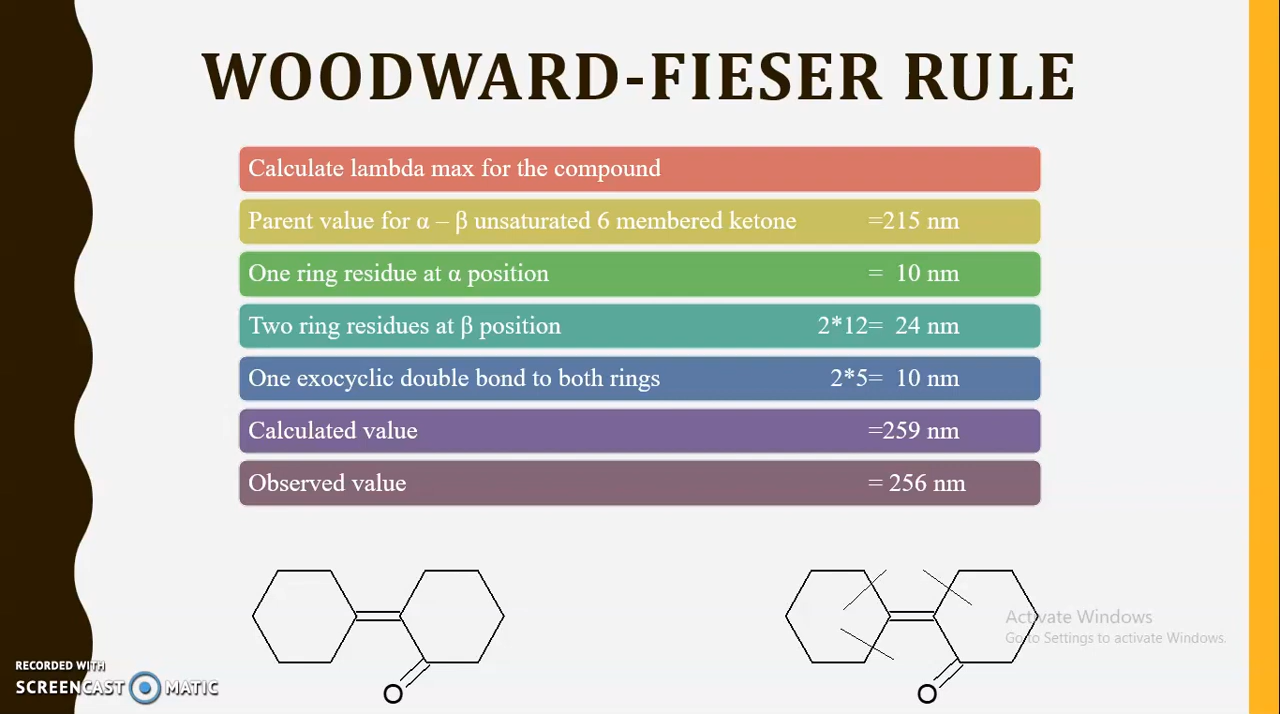 WOODWARD-FIESER RULE
Calculate lambda max for the compound
Parent value for α – β unsaturated 6 membered ketone =215 nm
One ring residue at α position = 10 nm
Two ring residues at β position 2*12= 24 nm
One exocyclic double bond to both rings 2*5= 10 nm
Calculated value =259 nm
Observed value = 256 nm
O
O
Activate Windows
Go to Settings to activate Windows.
RECORDED WITH
SCREENCAST MATIC